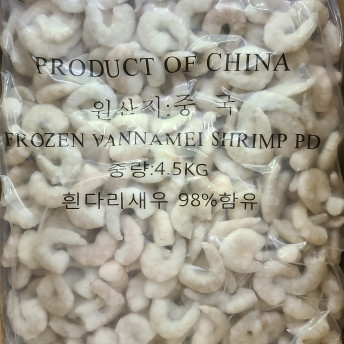 PRODUCT OF CHINA
원산지:중 국
FROZEN VANNAMEI SHRIMP PD
중량:4.5KG
흰다리새우 98%함유